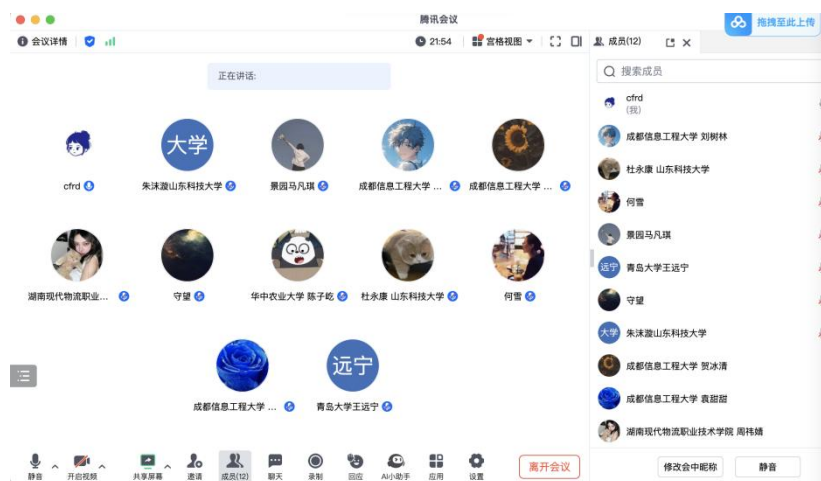 腾讯会议
拖拽至此上传
会议详情
21:54
宫格视图
成员(12)
正在讲话:
搜索成员
大学
cfrd
朱沫漩山东科技大学
景园马凡琪
成都信息工程大学 ...
成都信息工程大学 ...
湖南现代物流职业...
守望
华中农业大学 陈子屹
杜永康 山东科技大学
何雪
远宁
成都信息工程大学 ...
青岛大学王远宁
cfrd
(我)
成都信息工程大学 刘树林
杜永康 山东科技大学
何雪
景园马凡琪
远宁
青岛大学王远宁
守望
大学
朱沫漩山东科技大学
成都信息工程大学 贺冰清
成都信息工程大学 袁甜甜
湖南现代物流职业技术学院 周祎婧
静音
开启视频
共享屏幕
邀请
成员(12)
聊天
录制
回应
AI小助手
应用
设置
离开会议
修改会中昵称
静音